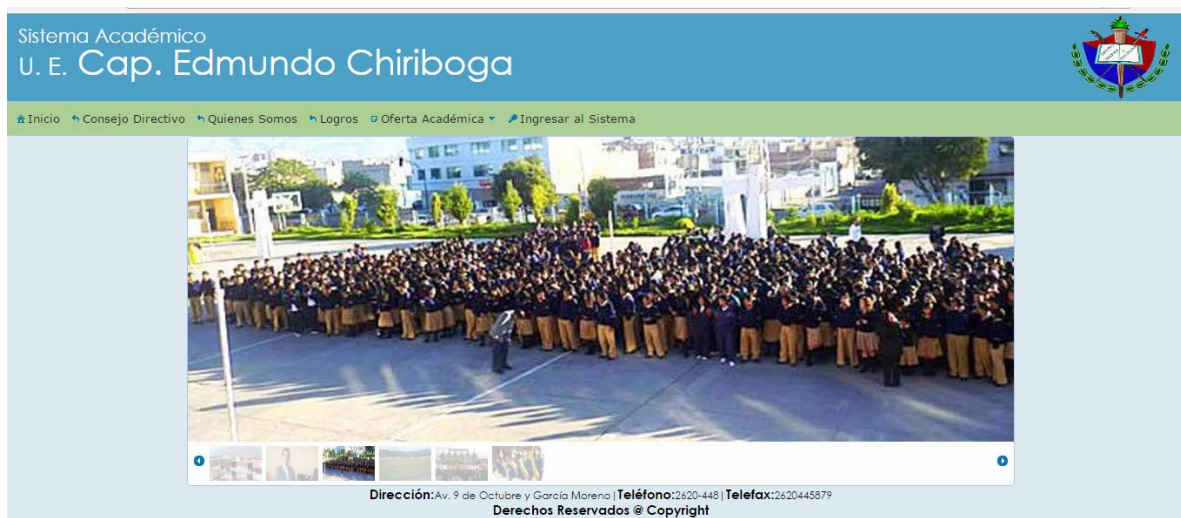 Sistema Académico
U. E. Cap. Edmundo Chiriboga
Inicio Consejo Directivo Quienes Somos Logros Oferta Académica Ingresar al Sistema
Dirección:Av. 9 de Octubre y García Moreno|Teléfono:2620-448|Telefax:2620445879
Derechos Reservados @ Copyright